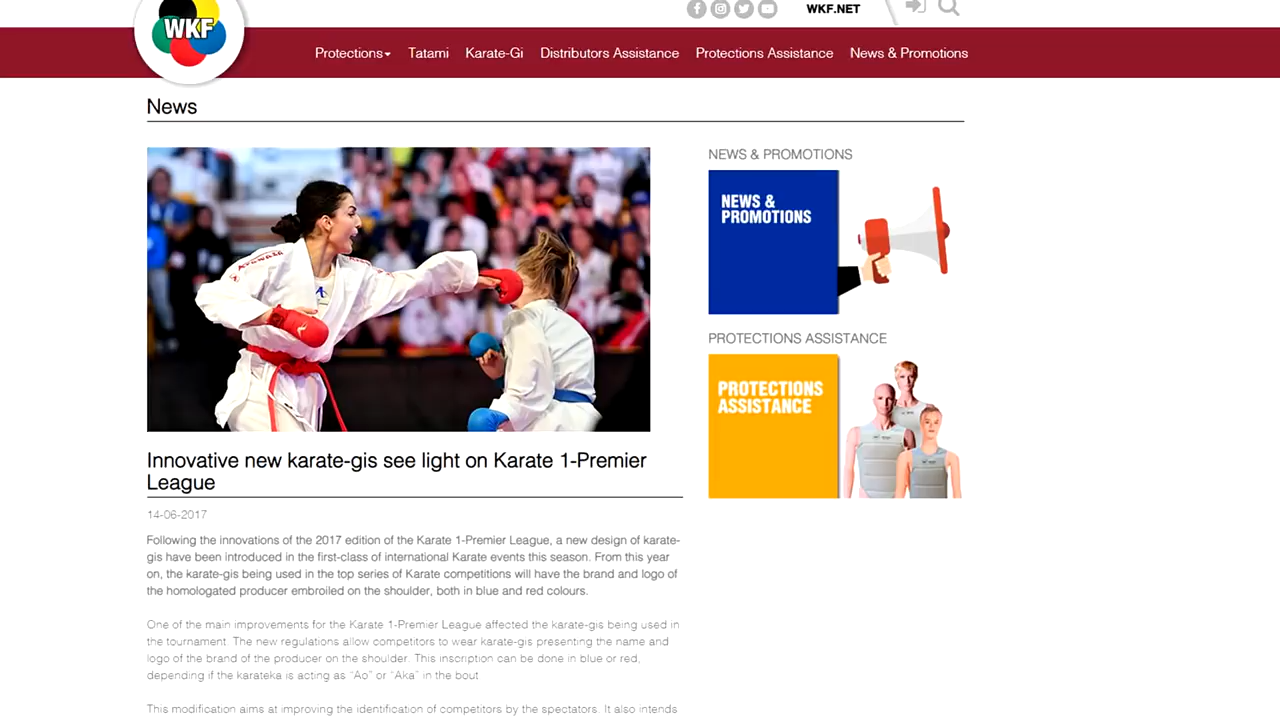 WKF
WKF.NET
Protections
Tatami
Karate-Gi
Distributors Assistance
Protections Assistance
News & Promotions
News
NEWS & PROMOTIONS
NEWS &
PROMOTIONS
PROTECTIONS ASSISTANCE
PROTECTIONS
ASSISTANCE
Innovative new karate-gis see light on Karate 1-Premier
League
14-06-2017
Following the innovations of the 2017 edition of the Karate 1-Premier League, a new design of karate-
gis have been introduced in the first-class of international Karate events this season. From this year
on, the karate-gis being used in the top series of Karate competitions will have the brand and logo of
the homologated producer embroiled on the shoulder, both in blue and red colours.
One of the main improvements for the Karate 1-Premier League affected the karate-gis being used in
the tournament. The new regulations allow competitors to wear karate-gis presenting the name and
logo of the brand of the producer on the shoulder. This inscription can be done in blue or red,
depending if the karateka is acting as “Ao” or “Aka” in the bout
This modification aims at improving the identification of competitors by the spectators. It also intends